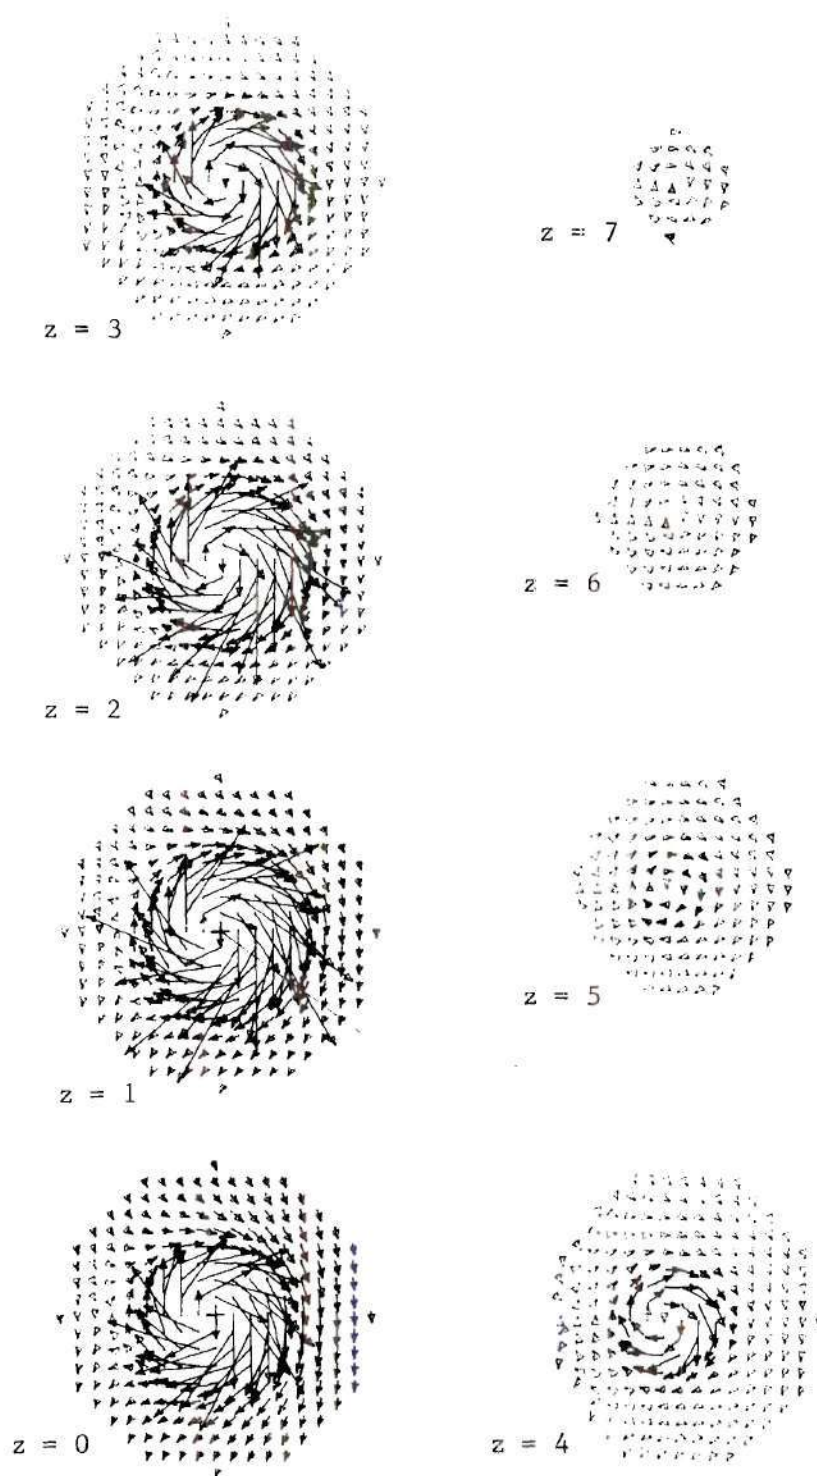 z = 3
z = 2
z = 1
z = 0
z = 7
z = 6
z = 5
z = 4